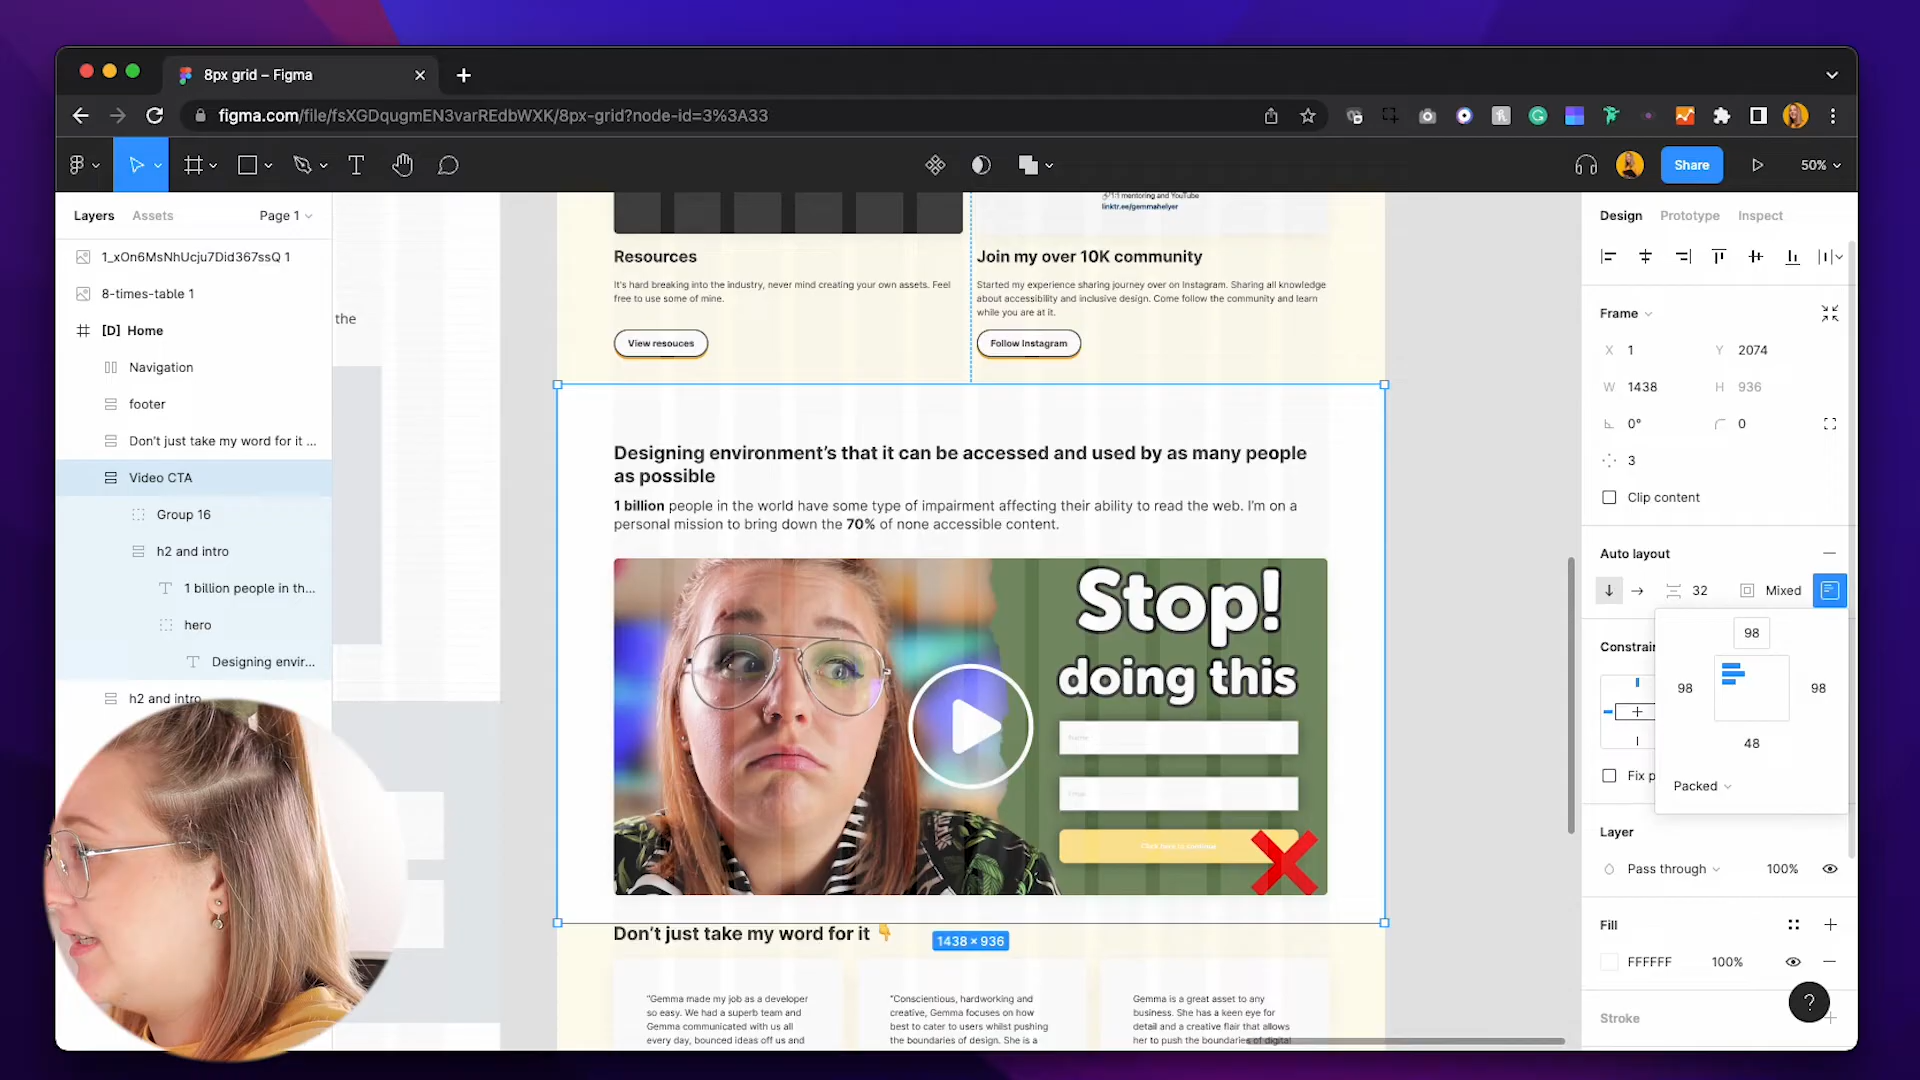 8px grid – Figma
figma.com/file/fsXGDqugmEN3varREdbWXK/8px-grid?node-id=3%3A33
Share
50%
Layers
Assets
Page 1
1_xOn6MsNhUcju7Did367ssQ 1
8-times-table 1
[D] Home
Navigation
footer
Don't just take my word for it ...
Video CTA
Group 16
h2 and intro
1 billion people in th...
hero
Designing envir...
h2 and intro
the
1:1 mentoring and YouTube
linktr.ee/gemmahelyer
Resources
It's hard breaking into the industry, never mind creating your own assets. Feel
free to use some of mine.
View resouces
Join my over 10K community
Started my experience sharing journey over on Instagram. Sharing all knowledge
about accessibility and inclusive design. Come follow the community and learn
while you are at it.
Follow Instagram
Designing environment's that it can be accessed and used by as many people
as possible
1 billion people in the world have some type of impairment affecting their ability to read the web. I'm on a
personal mission to bring down the 70% of none accessible content.
Stop!
doing this
Name
Email
Click here to continue
Don't just take my word for it 👇
1438 × 936
"Gemma made my job as a developer
so easy. We had a superb team and
Gemma communicated with us all
every day, bounced ideas off us and
"Conscientious, hardworking and
creative, Gemma focuses on how
best to cater to users whilst pushing
the boundaries of design. She is a
Gemma is a great asset to any
business. She has a keen eye for
detail and a creative flair that allows
her to push the boundaries of digital
Design
Prototype
Inspect
Frame
X 1
Y 2074
W 1438
H 936
0°
0
3
Clip content
Auto layout
32
Mixed
98
98
98
48
Packed
Constrain
Fix p
Layer
Pass through
100%
Fill
FFFFFF
100%
Stroke
?